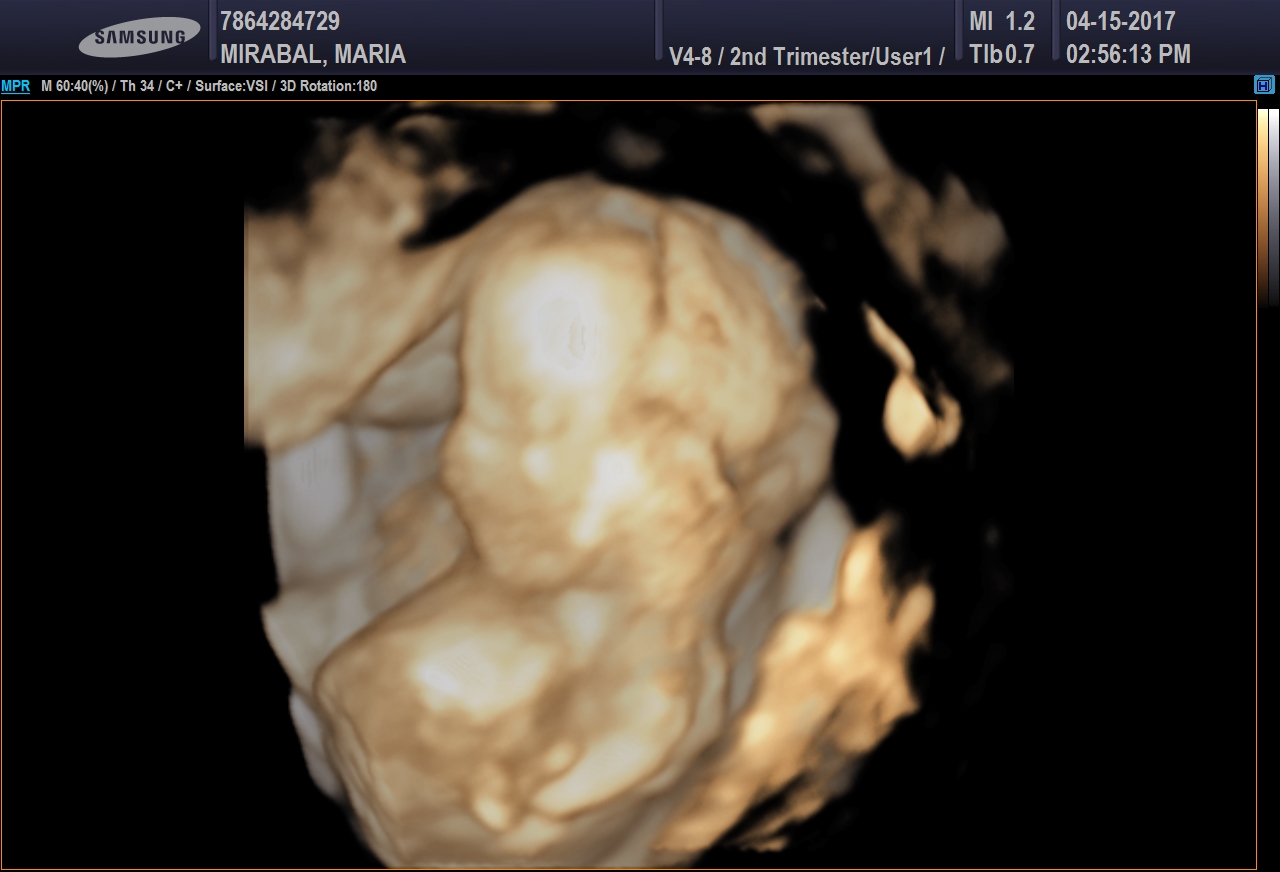 SAMSUNG
7864284729
MIRABAL, MARIA
V4-8 / 2nd Trimester/User1 /
MI 1.2
TIb 0.7
04-15-2017
02:56:13 PM
MPR M 60:40(%) / Th 34 / C+ / Surface:VSI / 3D Rotation:180
H